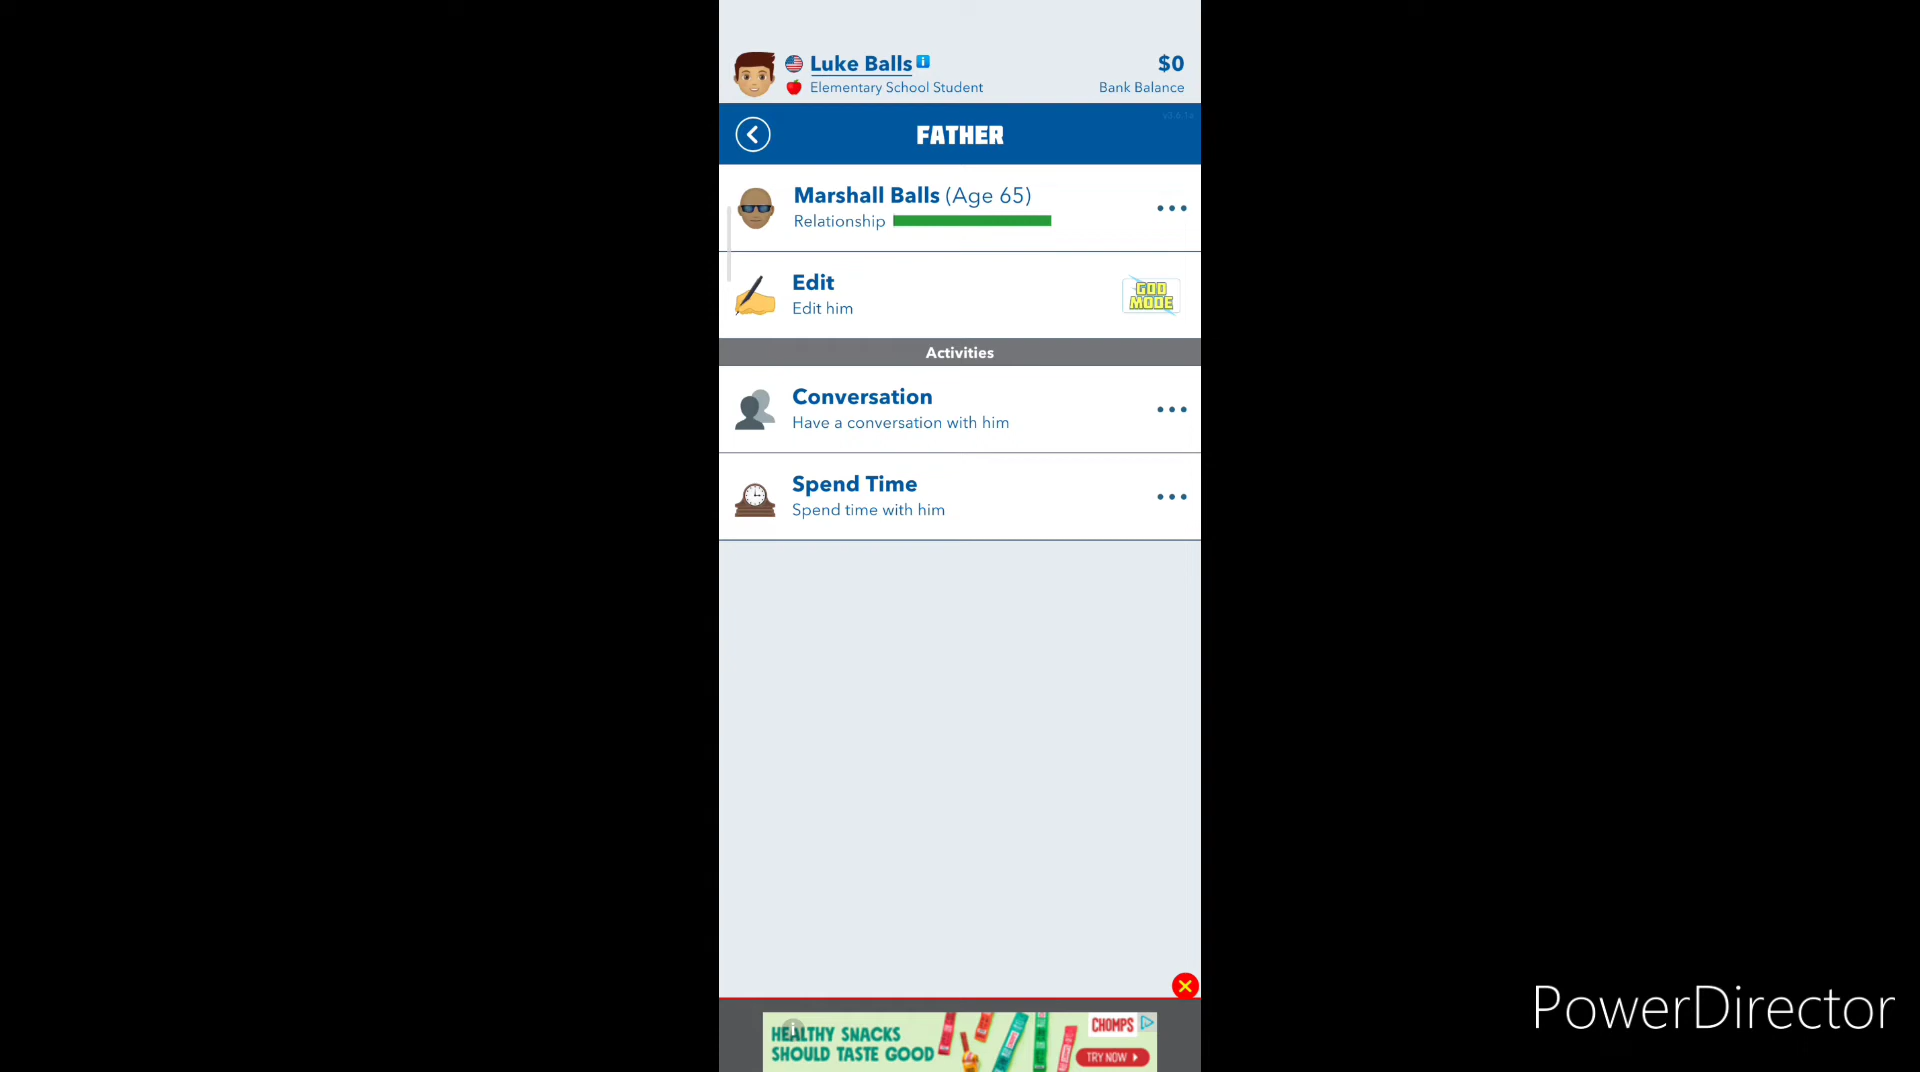 Luke Balls
$0
Elementary School Student
Bank Balance
FATHER
Marshall Balls (Age 65)
Relationship
Edit
Edit him
GOD
MODE
Activities
Conversation
Have a conversation with him
Spend Time
Spend time with him
HEALTHY SNACKS
SHOULD TASTE GOOD
CHOMPS
TRY NOW
PowerDirector